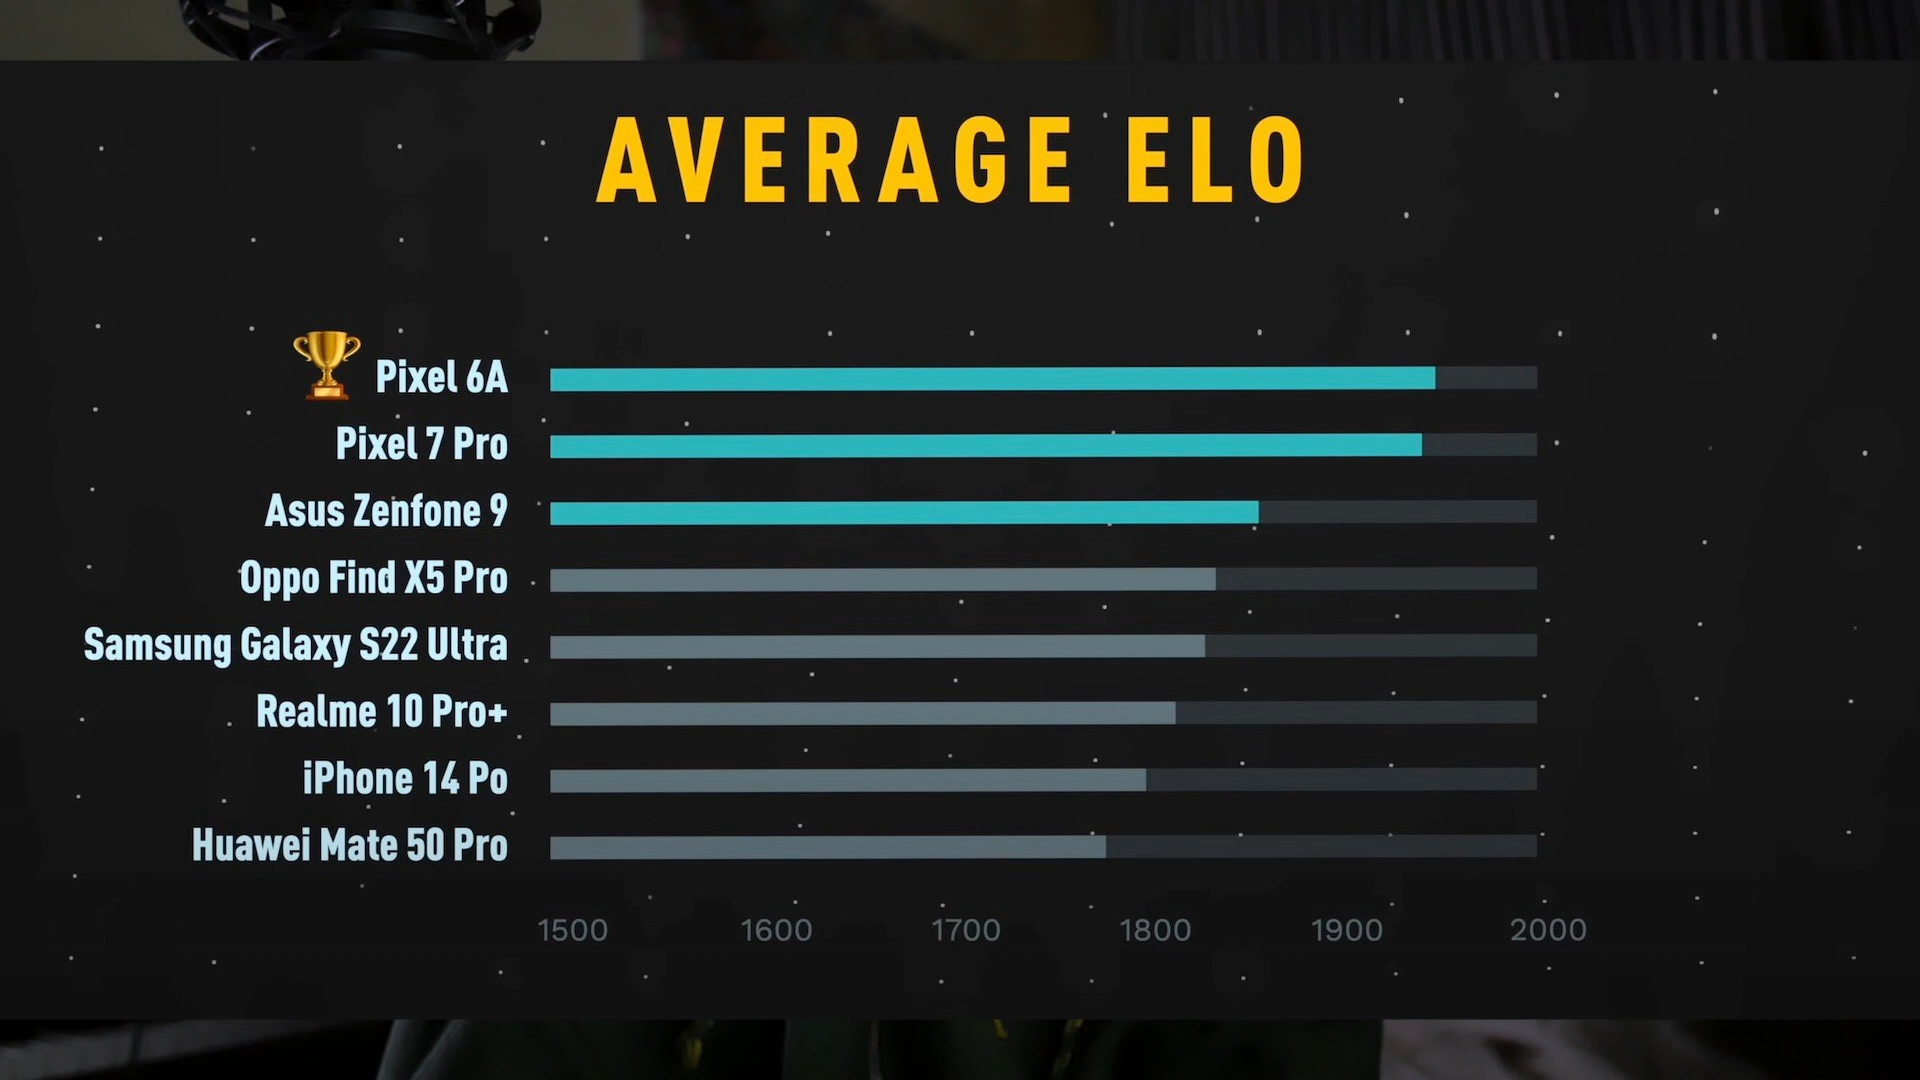 AVERAGE ELO
Pixel 6A
Pixel 7 Pro
Asus Zenfone 9
Oppo Find X5 Pro
Samsung Galaxy S22 Ultra
Realme 10 Pro+
iPhone 14 Po
Huawei Mate 50 Pro
1500 1600 1700 1800 1900 2000